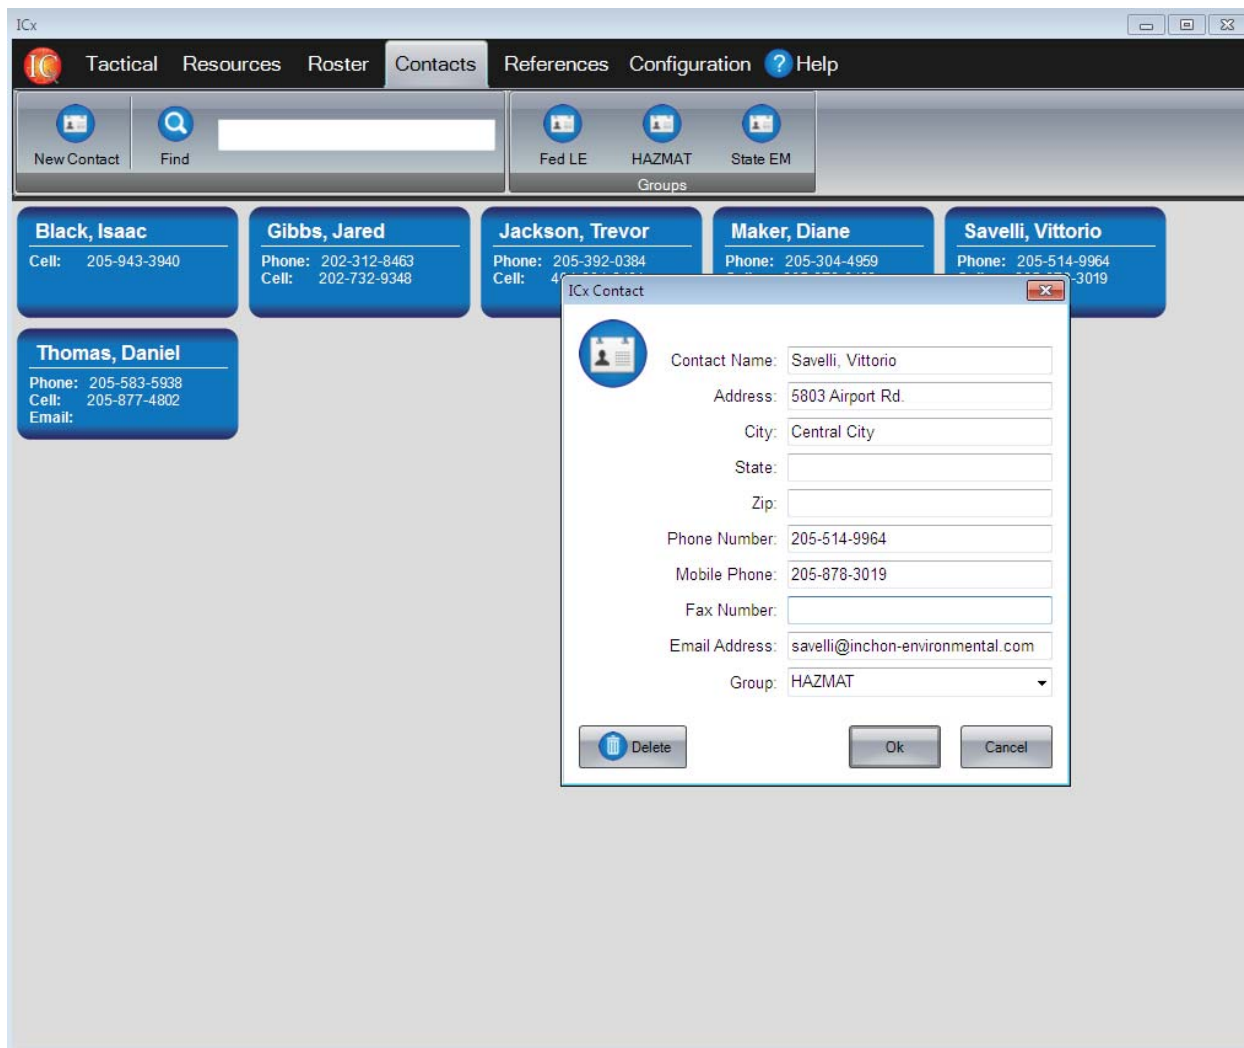 ICx
IC Tactical Resources Roster Contacts References Configuration ? Help
New Contact Find Fed LE HAZMAT State EM
Groups
Black, Isaac
Cell: 205-943-3940
Gibbs, Jared
Phone: 202-312-8463
Cell: 202-732-9348
Jackson, Trevor
Phone: 205-392-0384
Cell:
Maker, Diane
Phone: 205-304-4959
Savelli, Vittorio
Phone: 205-514-9964
-3019
Thomas, Daniel
Phone: 205-583-5938
Cell: 205-877-4802
Email:
ICx Contact
Contact Name: Savelli, Vittorio
Address: 5803 Airport Rd.
City: Central City
State:
Zip:
Phone Number: 205-514-9964
Mobile Phone: 205-878-3019
Fax Number:
Email Address: savelli@inchon-environmental.com
Group: HAZMAT
Delete Ok Cancel